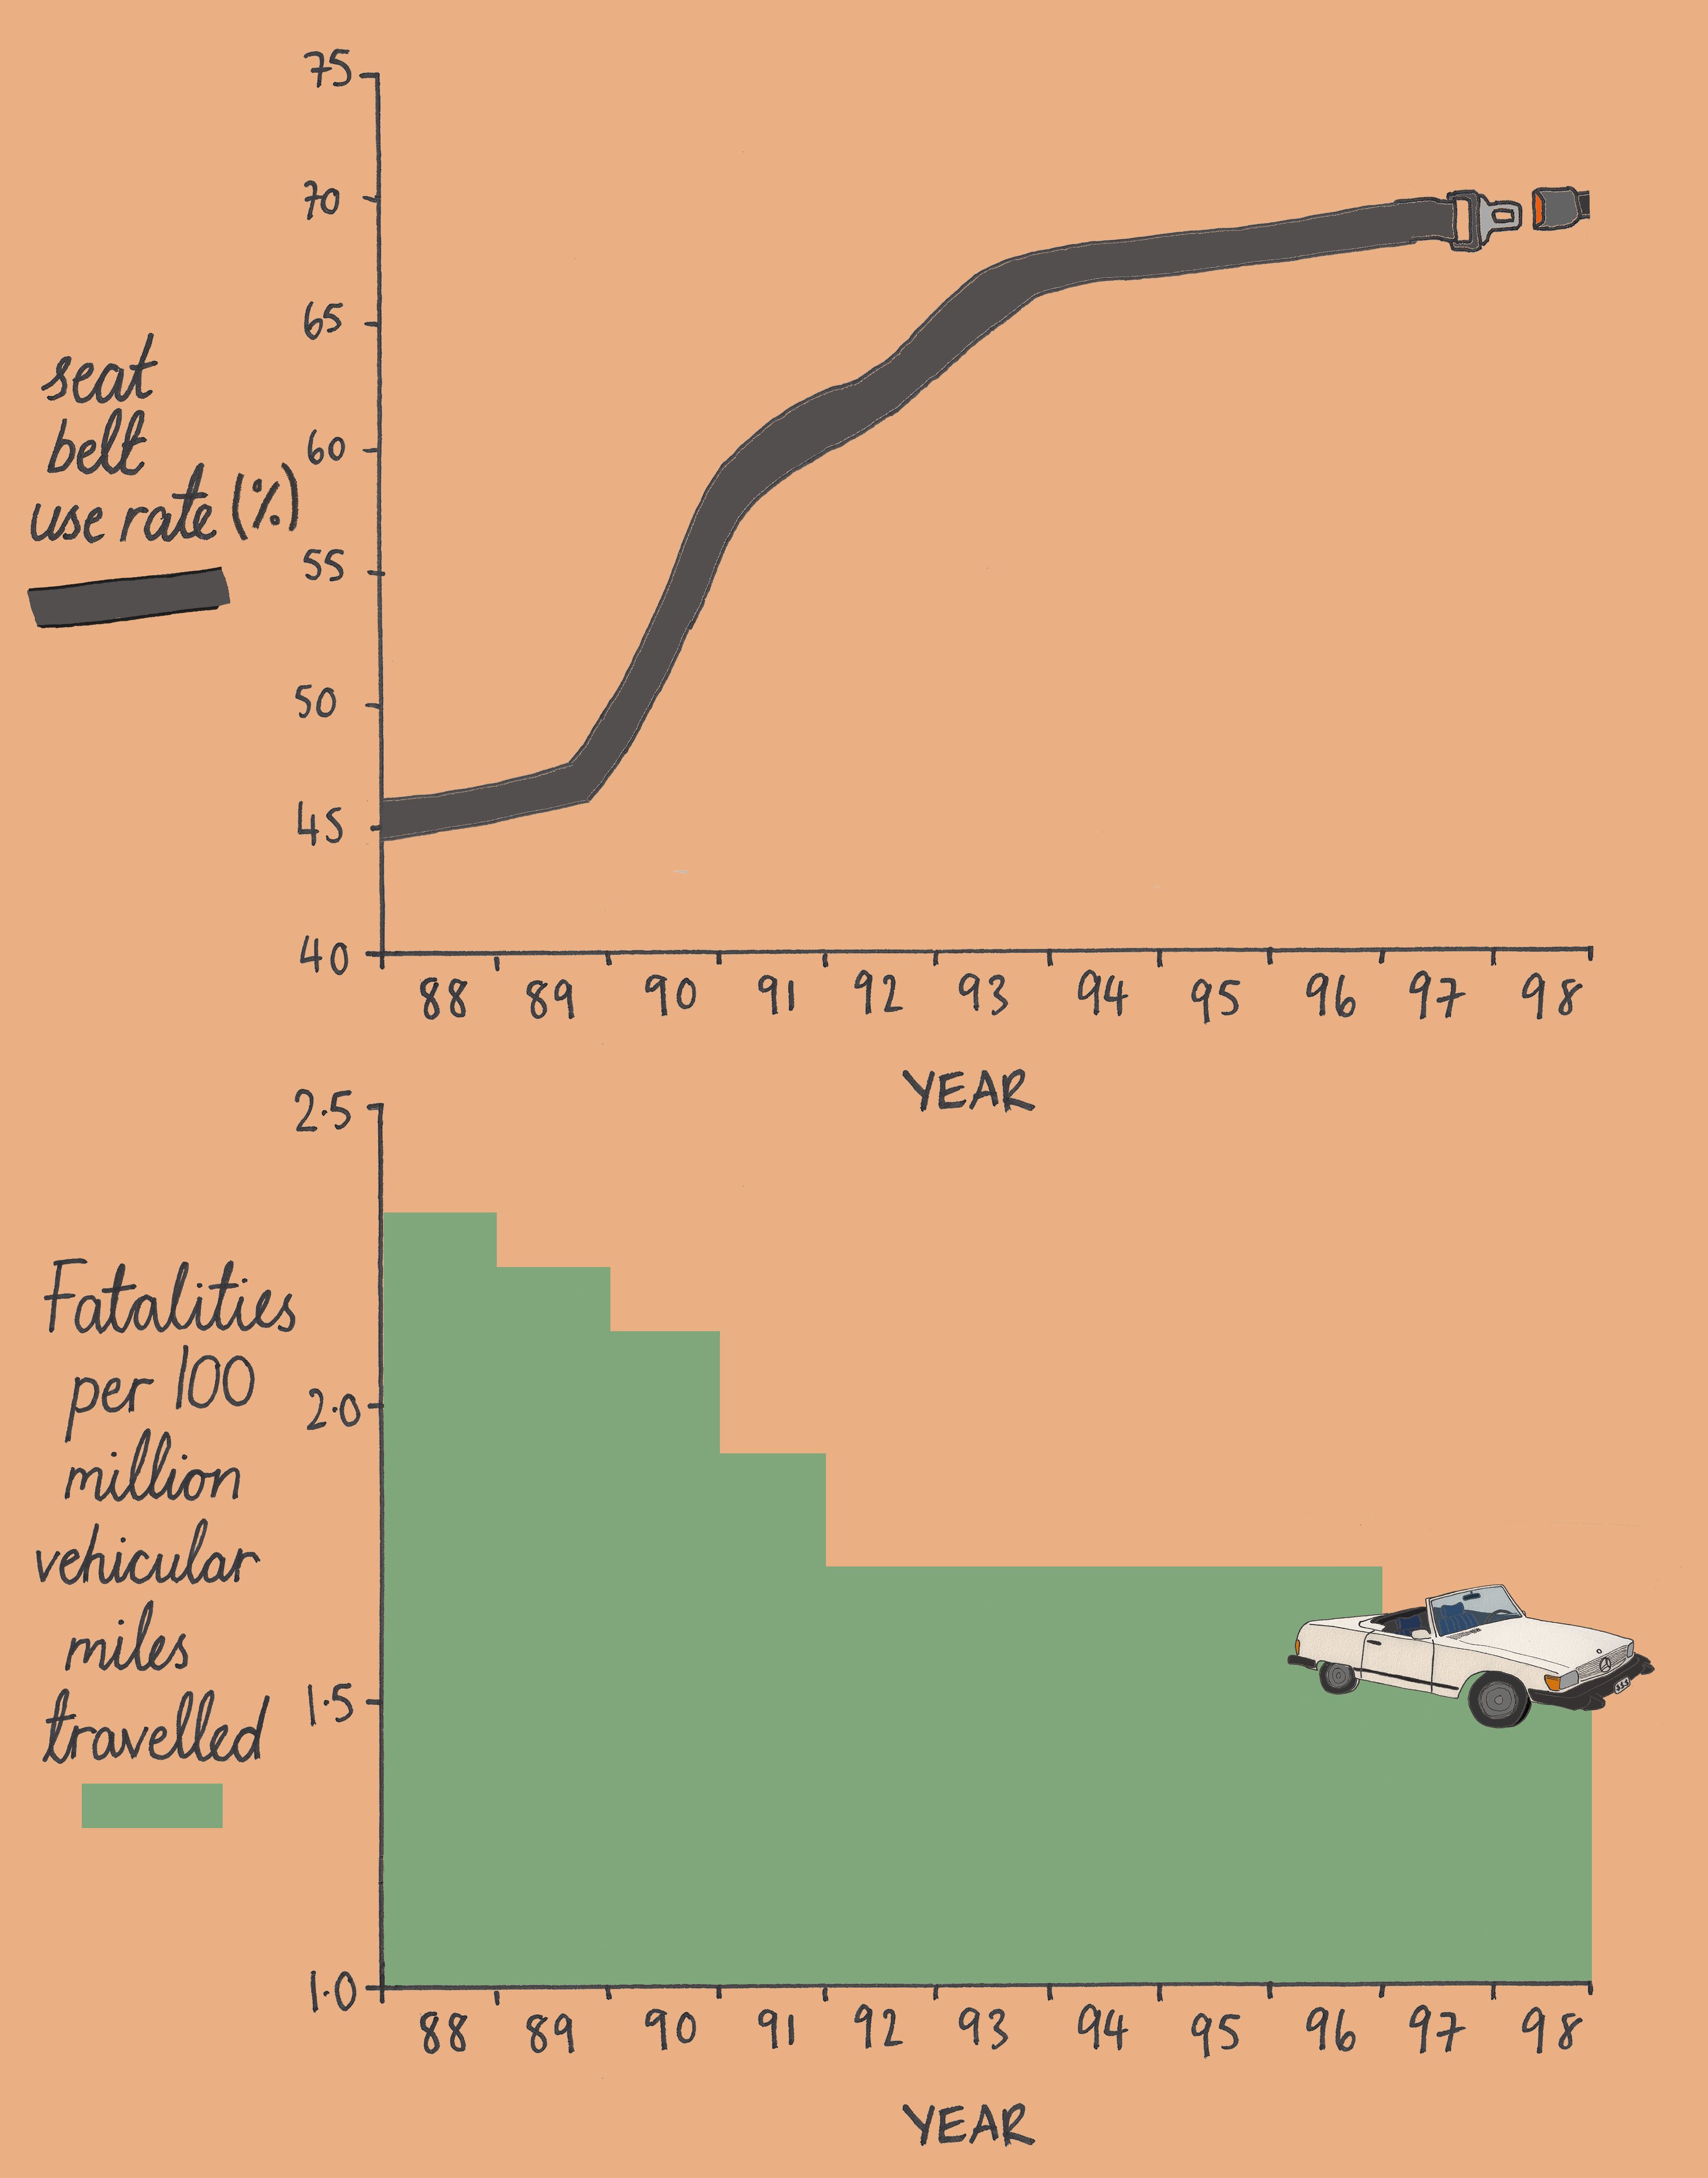 75
70
65
seat
belt
60
use rate (%)
55
50
45
40
88 89 90 91 92 93 94 95 96 97 98
YEAR
2.5
Fatalities
per 100
2.0
million
vehicular
miles
1.5
travelled
1.0
88 89 90 91 92 93 94 95 96 97 98
YEAR